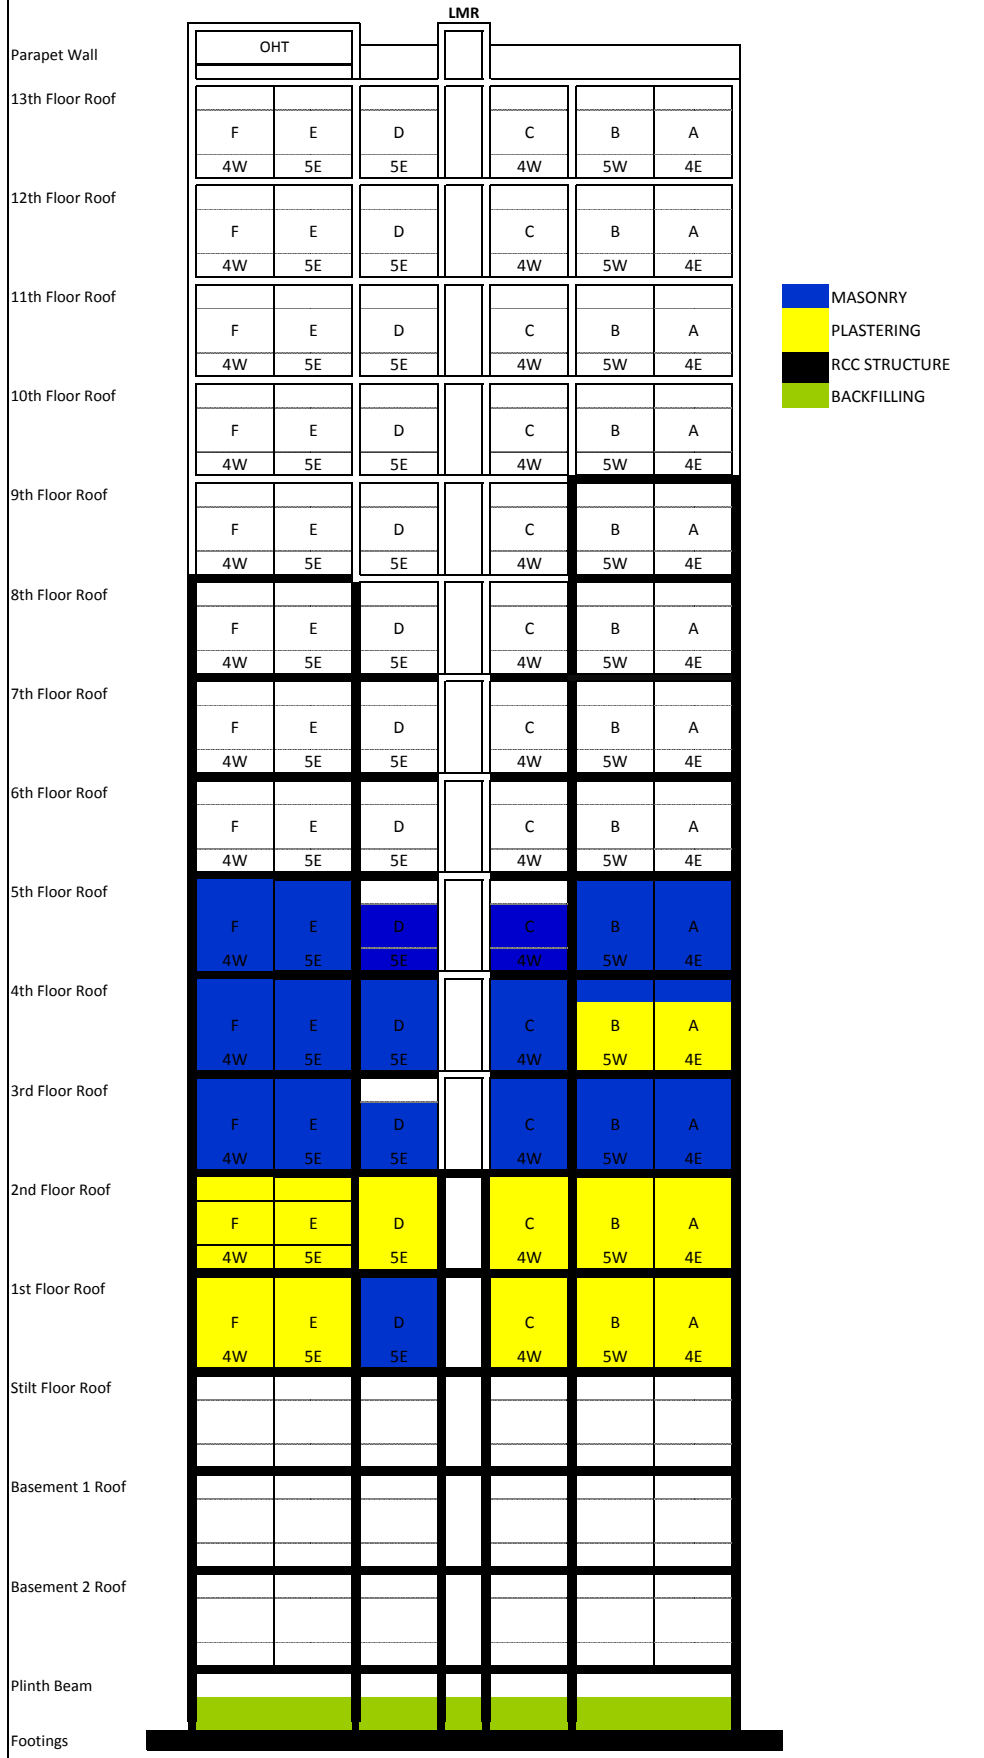 LMR
OHT
Parapet Wall
13th Floor Roof
F E D C B A
4W 5E 5E 4W 5W 4E
12th Floor Roof
F E D C B A
4W 5E 5E 4W 5W 4E
11th Floor Roof
MASONRY
F E D C B A
PLASTERING
4W 5E 5E 4W 5W 4E
RCC STRUCTURE
10th Floor Roof
BACKFILLING
F E D C B A
4W 5E 5E 4W 5W 4E
9th Floor Roof
F E D C B A
4W 5E 5E 4W 5W 4E
8th Floor Roof
F E D C B A
4W 5E 5E 4W 5W 4E
7th Floor Roof
F E D C B A
4W 5E 5E 4W 5W 4E
6th Floor Roof
F E D C B A
4W 5E 5E 4W 5W 4E
5th Floor Roof
F E D C B A
4W 5E 5E 4W 5W 4E
4th Floor Roof
F E D C B A
4W 5E 5E 4W 5W 4E
3rd Floor Roof
F E D C B A
4W 5E 5E 4W 5W 4E
2nd Floor Roof
F E D C B A
4W 5E 5E 4W 5W 4E
1st Floor Roof
F E D C B A
4W 5E 5E 4W 5W 4E
Stilt Floor Roof
Basement 1 Roof
Basement 2 Roof
Plinth Beam
Footings